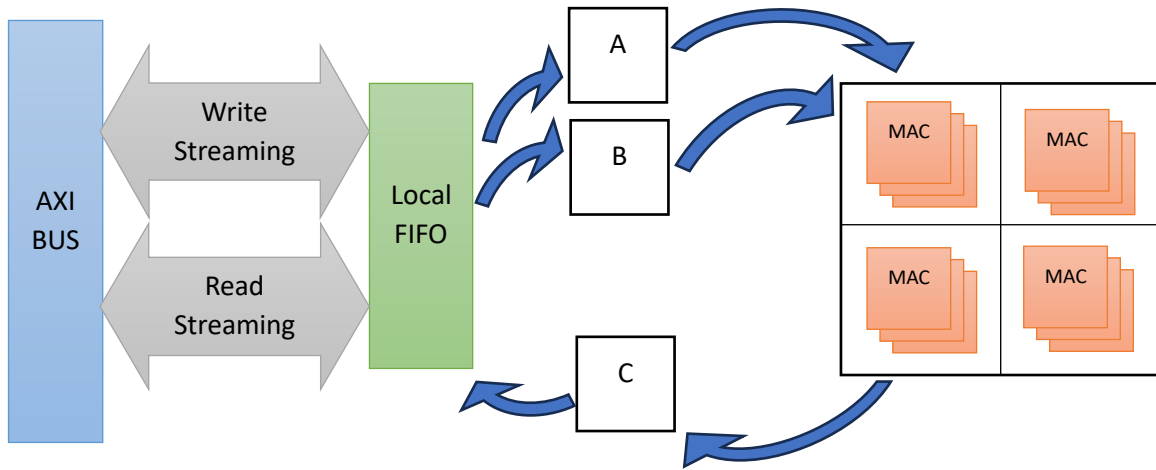 AXI
BUS
Write
Streaming
Read
Streaming
Local
FIFO
A
B
C
MAC
MAC
MAC
MAC